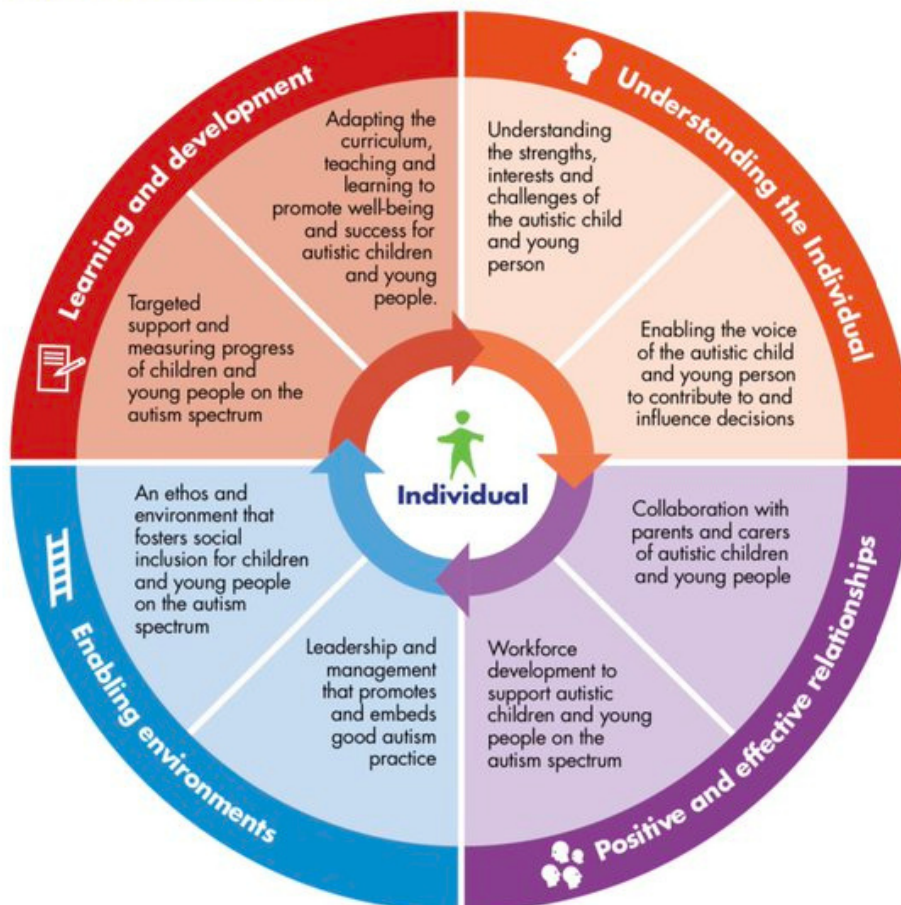 Learning and development
Adapting the
curriculum,
teaching and
learning to
promote well-being
and success for
autistic children
and young
people.
Targeted
support and
measuring progress
of children and
young people on the
autism spectrum
Understanding the Individual
Understanding
the strengths,
interests and
challenges of
the autistic child
and young
person
Enabling the voice
of the autistic child
and young person
to contribute to and
influence decisions
Individual
Positive and effective relationships
Collaboration with
parents and carers
of autistic children
and young people
Workforce
development to
support autistic
children and young
people on the
autism spectrum
Enabling environments
Leadership and
management
that promotes
and embeds
good autism
practice
An ethos and
environment that
fosters social
inclusion for children
and young people
on the autism
spectrum